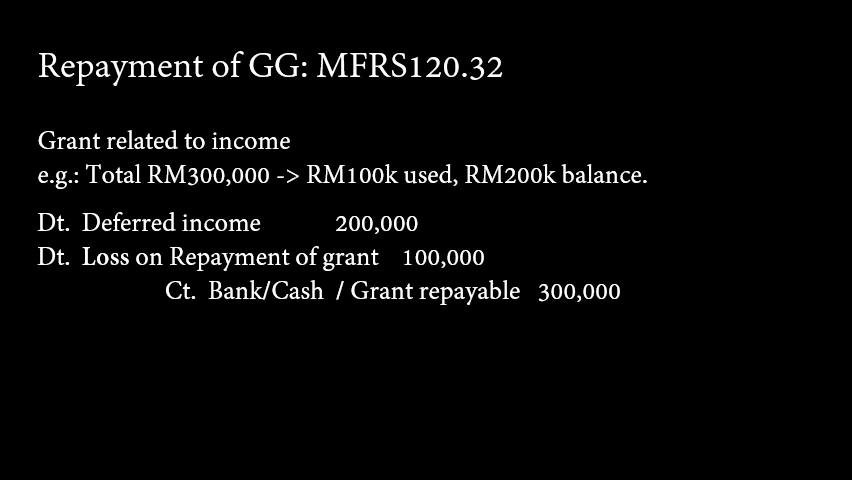 Repayment of GG: MFRS120.32
Grant related to income
e.g.: Total RM300,000 -> RM100k used, RM200k balance.
Dt. Deferred income 200,000
Dt. Loss on Repayment of grant 100,000
Ct. Bank/Cash / Grant repayable 300,000